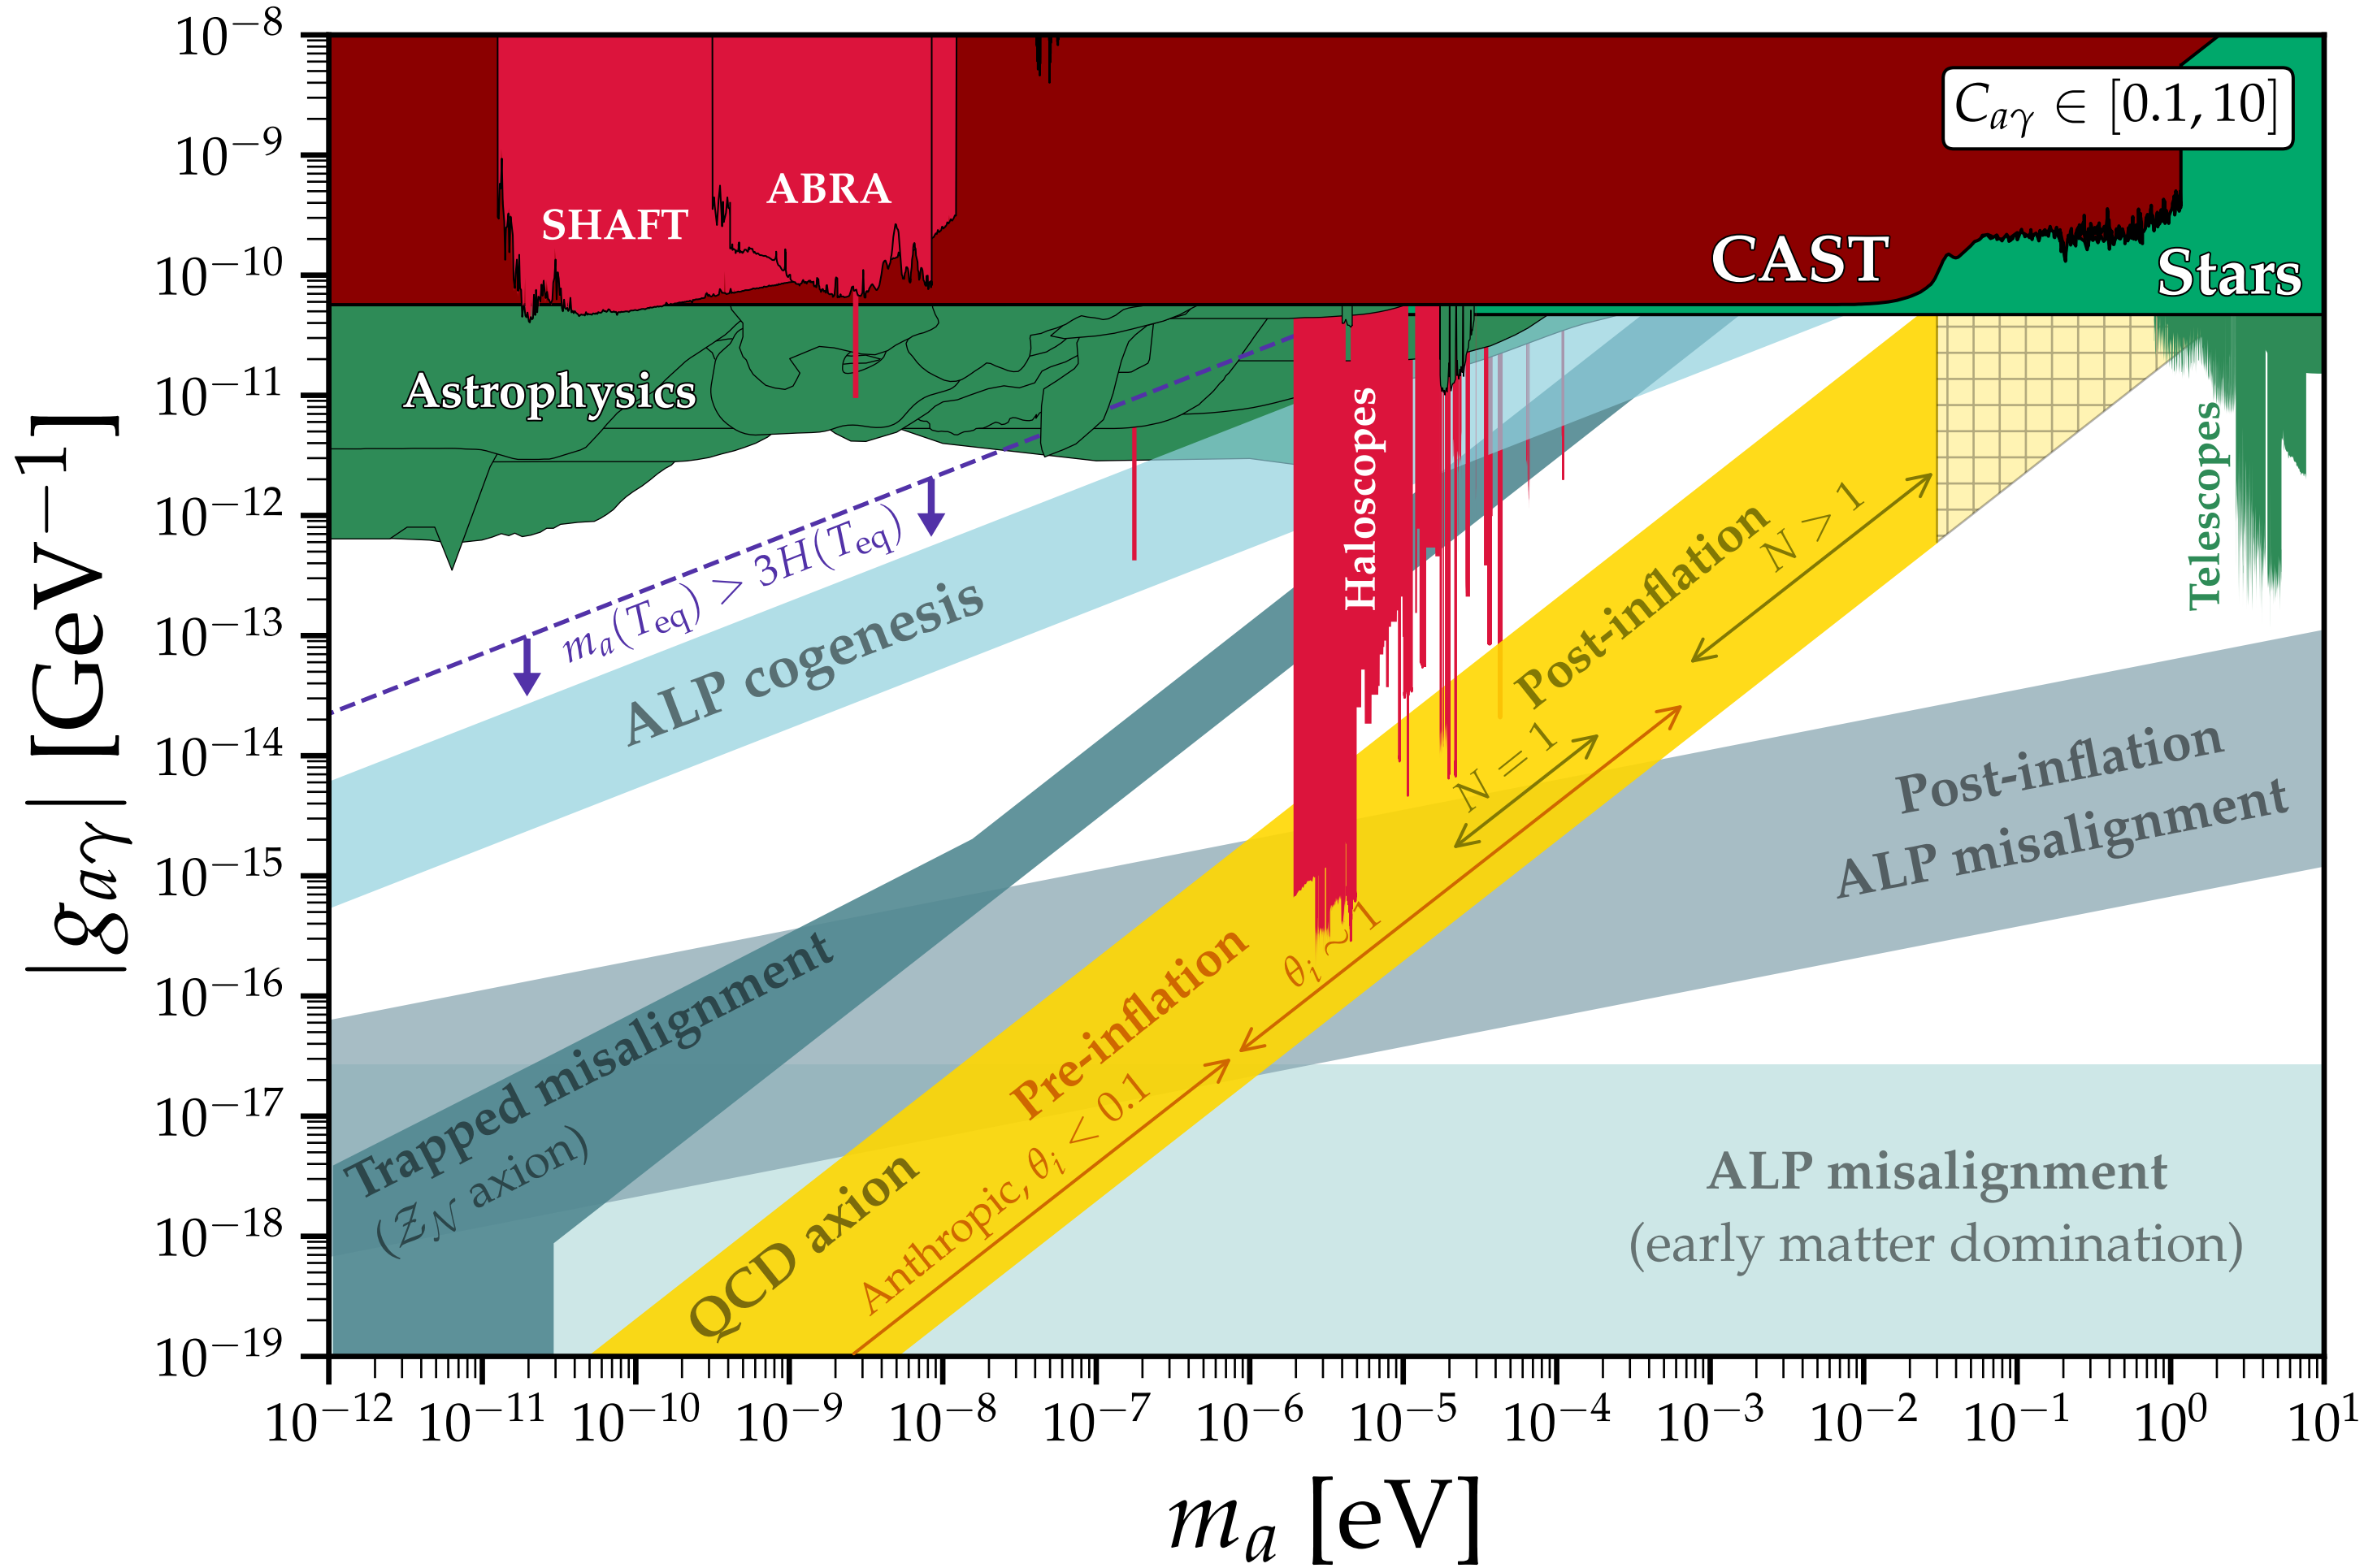 10⁻⁸
10⁻⁹
10⁻¹⁰
10⁻¹¹
10⁻¹²
10⁻¹³
10⁻¹⁴
10⁻¹⁵
10⁻¹⁶
10⁻¹⁷
10⁻¹⁸
10⁻¹⁹
|g_{aγ}| [GeV⁻¹]
C_{aγ} ∈ [0.1, 10]
SHAFT
ABRA
CAST
Stars
Astrophysics
Haloscopes
Telescopes
m_a(T_eq) > 3H(T_eq)
ALP cogenesis
Post-inflation
N > 1
N = 1
Post-inflation
ALP misalignment
Pre-inflation
θ_i ~ 1
Trapped misalignment
(Z_N axion)
QCD axion
Anthropic, θ_i < 0.1
ALP misalignment
(early matter domination)
10⁻¹² 10⁻¹¹ 10⁻¹⁰ 10⁻⁹ 10⁻⁸ 10⁻⁷ 10⁻⁶ 10⁻⁵ 10⁻⁴ 10⁻³ 10⁻² 10⁻¹ 10⁰ 10¹
m_a [eV]